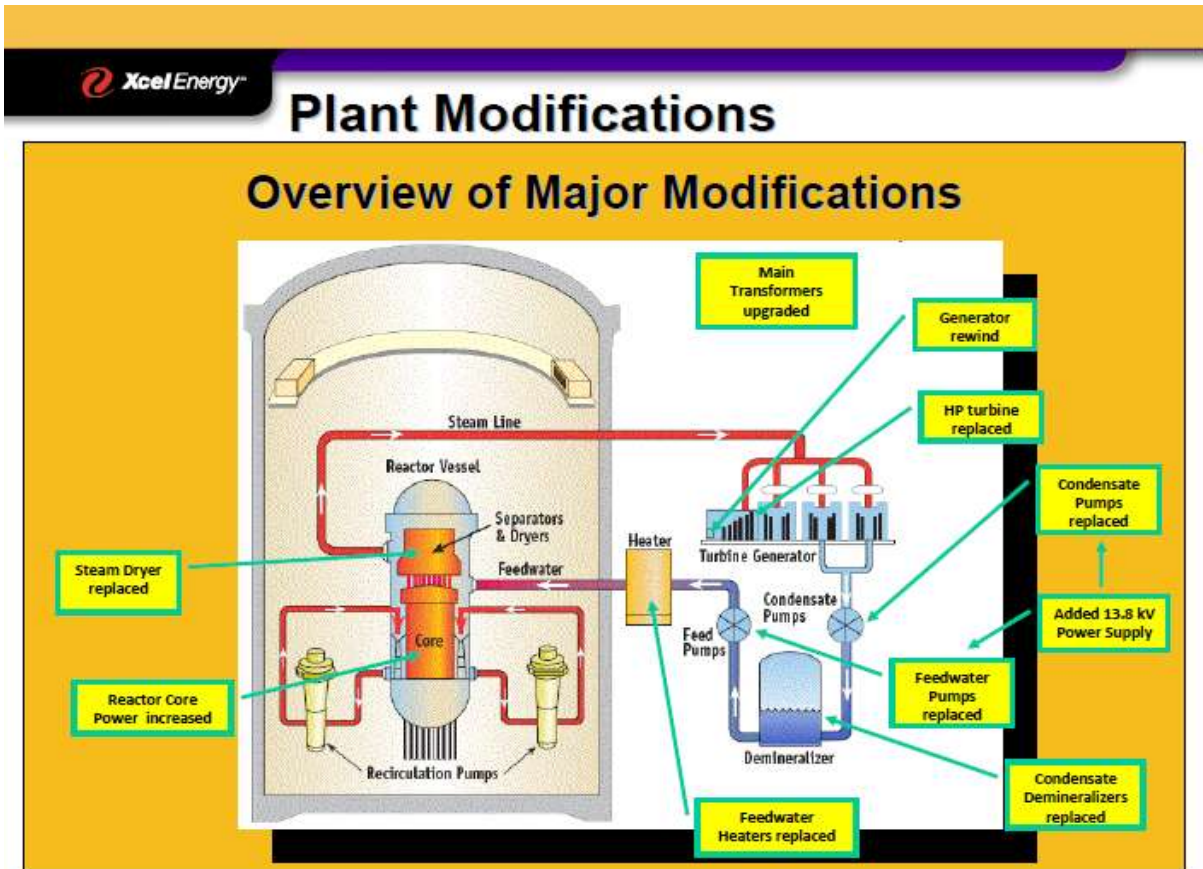 Xcel Energy™
Plant Modifications
Overview of Major Modifications
Main
Transformers
upgraded
Generator
rewind
HP turbine
replaced
Steam Line
Reactor Vessel
Condensate
Pumps
replaced
Separators
& Dryers
Heater
Turbine Generator
Steam Dryer
replaced
Feedwater
Condensate
Pumps
Added 13.8 kV
Power Supply
Core
Feed
Pumps
Feedwater
Pumps
replaced
Reactor Core
Power increased
Demineralizer
Recirculation Pumps
Condensate
Demineralizers
replaced
Feedwater
Heaters replaced